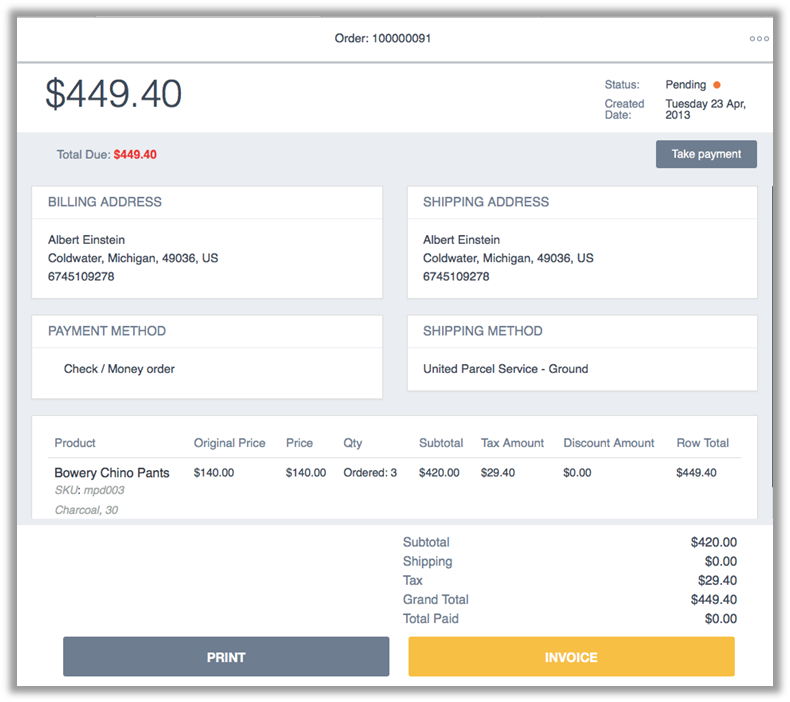 Order: 100000091
$449.40
Status: Pending
Created Date: Tuesday 23 Apr, 2013
Total Due: $449.40
Take payment
BILLING ADDRESS
Albert Einstein
Coldwater, Michigan, 49036, US
6745109278
SHIPPING ADDRESS
Albert Einstein
Coldwater, Michigan, 49036, US
6745109278
PAYMENT METHOD
Check / Money order
SHIPPING METHOD
United Parcel Service - Ground
Product Original Price Price Qty Subtotal Tax Amount Discount Amount Row Total
Bowery Chino Pants $140.00 $140.00 Ordered: 3 $420.00 $29.40 $0.00 $449.40
SKU: mpd003
Charcoal, 30
Subtotal $420.00
Shipping $0.00
Tax $29.40
Grand Total $449.40
Total Paid $0.00
PRINT
INVOICE